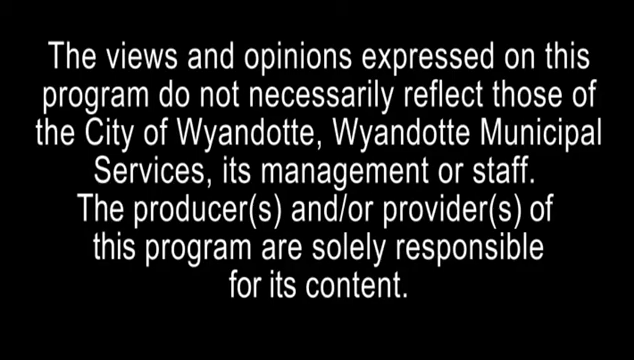 The views and opinions expressed on this
program do not necessarily reflect those of
the City of Wyandotte, Wyandotte Municipal
Services, its management or staff.
The producer(s) and/or provider(s) of
this program are solely responsible
for its content.